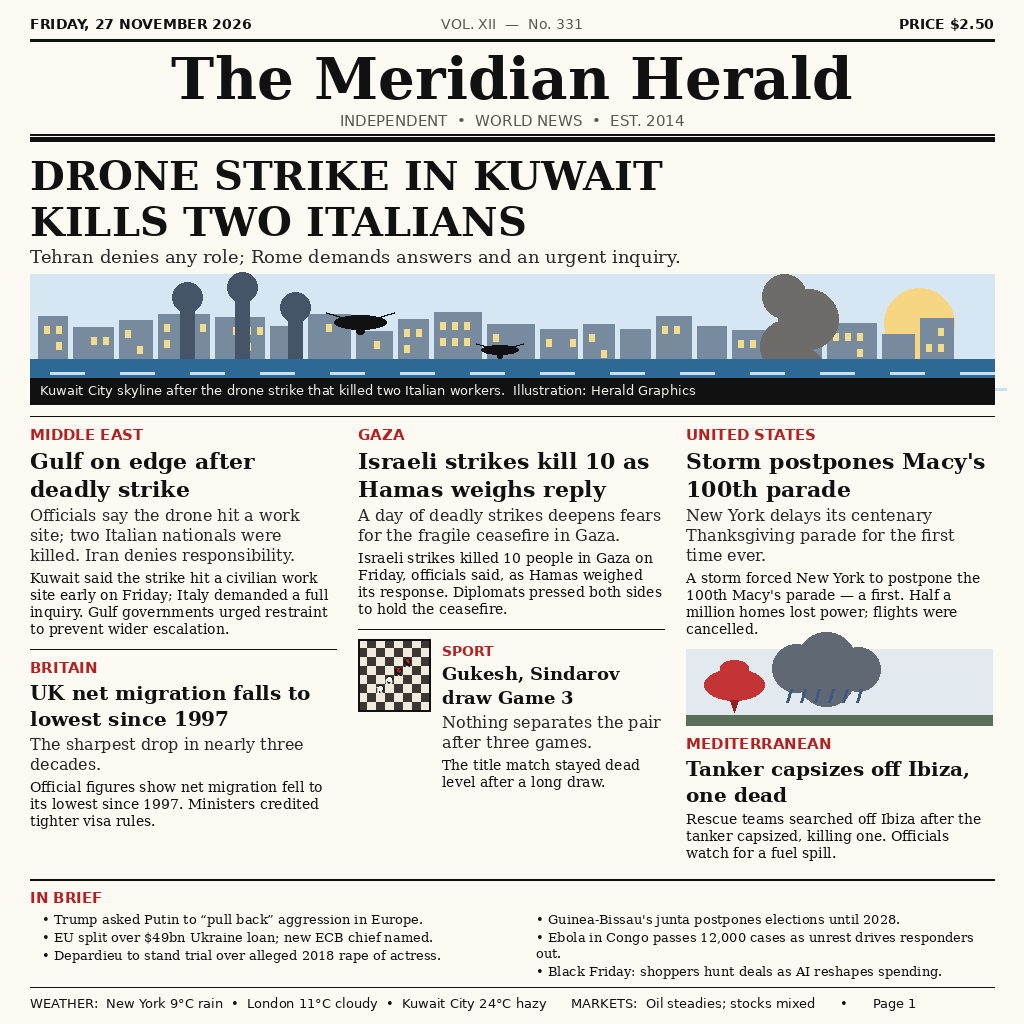 FRIDAY, 27 NOVEMBER 2026
VOL. XII — No. 331
PRICE $2.50
The Meridian Herald
INDEPENDENT • WORLD NEWS • EST. 2014
DRONE STRIKE IN KUWAIT
KILLS TWO ITALIANS
Tehran denies any role; Rome demands answers and an urgent inquiry.
Kuwait City skyline after the drone strike that killed two Italian workers. Illustration: Herald Graphics
MIDDLE EAST
Gulf on edge after
deadly strike
Officials say the drone hit a work
site; two Italian nationals were
killed. Iran denies responsibility.
Kuwait said the strike hit a civilian work
site early on Friday; Italy demanded a full
inquiry. Gulf governments urged restraint
to prevent wider escalation.
BRITAIN
UK net migration falls to
lowest since 1997
The sharpest drop in nearly three
decades.
Official figures show net migration fell to
its lowest since 1997. Ministers credited
tighter visa rules.
GAZA
Israeli strikes kill 10 as
Hamas weighs reply
A day of deadly strikes deepens fears
for the fragile ceasefire in Gaza.
Israeli strikes killed 10 people in Gaza on
Friday, officials said, as Hamas weighed
its response. Diplomats pressed both sides
to hold the ceasefire.
SPORT
Gukesh, Sindarov
draw Game 3
Nothing separates the pair
after three games.
The title match stayed dead
level after a long draw.
UNITED STATES
Storm postpones Macy's
100th parade
New York delays its centenary
Thanksgiving parade for the first
time ever.
A storm forced New York to postpone the
100th Macy's parade — a first. Half a
million homes lost power; flights were
cancelled.
MEDITERRANEAN
Tanker capsizes off Ibiza,
one dead
Rescue teams searched off Ibiza after the
tanker capsized, killing one. Officials
watch for a fuel spill.
IN BRIEF
• Trump asked Putin to “pull back” aggression in Europe.
• EU split over $49bn Ukraine loan; new ECB chief named.
• Depardieu to stand trial over alleged 2018 rape of actress.
• Guinea-Bissau's junta postpones elections until 2028.
• Ebola in Congo passes 12,000 cases as unrest drives responders
out.
• Black Friday: shoppers hunt deals as AI reshapes spending.
WEATHER: New York 9°C rain • London 11°C cloudy • Kuwait City 24°C hazy MARKETS: Oil steadies; stocks mixed • Page 1